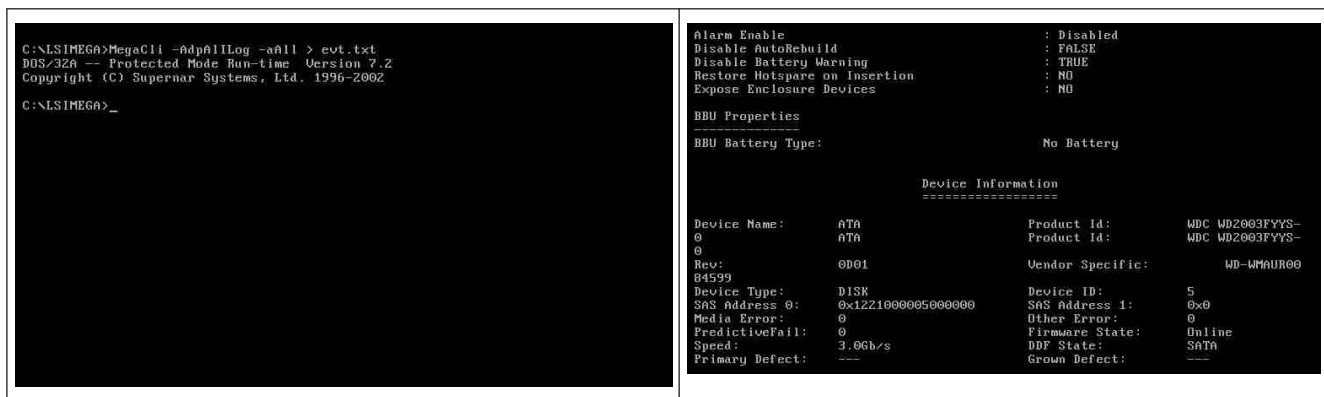 C:\LSIMEGA>MegaCli -AdpAlILog -aAll > evt.txt
DOS/32A -- Protected Mode Run-time Version 7.2
Copyright (C) Supernar Systems, Ltd. 1996-2002
C:\LSIMEGA>_
Alarm Enable : Disabled
Disable AutoRebuild : FALSE
Disable Battery Warning : TRUE
Restore Hotspare on Insertion : NO
Expose Enclosure Devices : NO
BBU Properties
--------------
BBU Battery Type: No Battery
Device Information
==================
Device Name: ATA Product Id: WDC WD2003FYYS-
0 ATA Product Id: WDC WD2003FYYS-
0
Rev: 0D01 Vendor Specific: WD-WMAUR00
84599
Device Type: DISK Device ID: 5
SAS Address 0: 0x1221000005000000 SAS Address 1: 0x0
Media Error: 0 Other Error: 0
PredictiveFail: 0 Firmware State: Online
Speed: 3.0Gb/s DDF State: SATA
Primary Defect: --- Grown Defect: ---